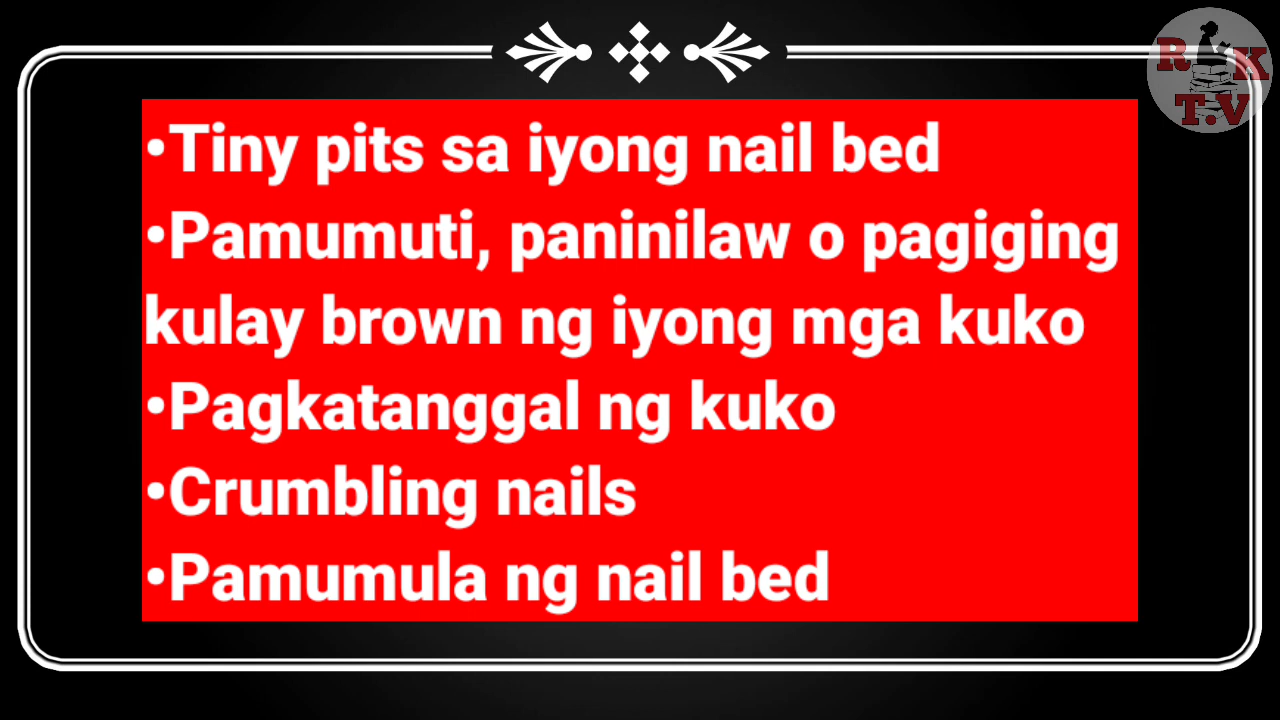 •Tiny pits sa iyong nail bed
•Pamumuti, paninilaw o pagiging
kulay brown ng iyong mga kuko
•Pagkatanggal ng kuko
•Crumbling nails
•Pamumula ng nail bed
R K
T.V